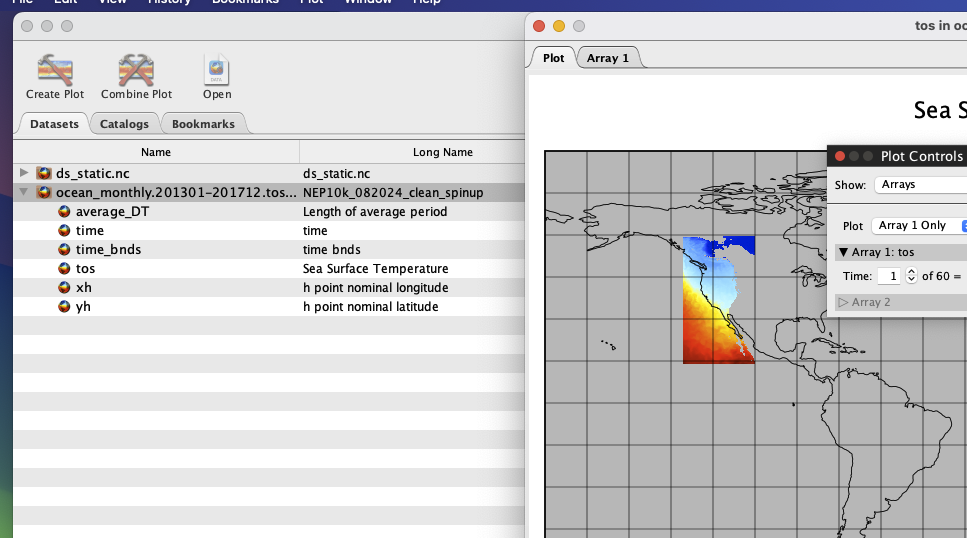 File Edit View History Bookmarks Plot Window Help
tos in oc
Create Plot Combine Plot Open
Plot Array 1
Datasets Catalogs Bookmarks
Sea S
Name Long Name
Plot Controls
ds_static.nc ds_static.nc
Show: Arrays
ocean_monthly.201301-201712.tos... NEP10k_082024_clean_spinup
average_DT Length of average period
Plot Array 1 Only
time time
time_bnds time bnds
Array 1: tos
tos Sea Surface Temperature
Time: 1 of 60 =
xh h point nominal longitude
Array 2
yh h point nominal latitude